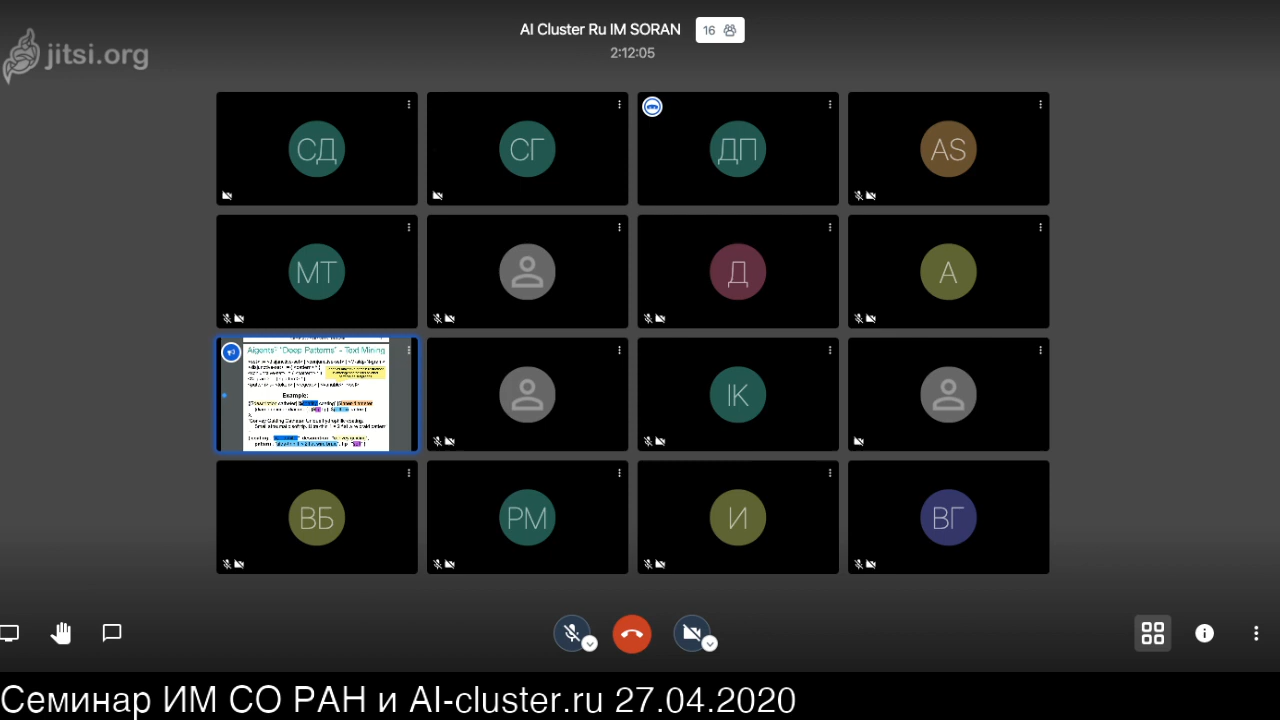 AI Cluster Ru IM SORAN 16
2:12:05
jitsi.org
СД
СГ
ДП
AS
МТ
Д
А
Aigents® "Deep Patterns" - Text Mining
Example:
IK
ВБ
РМ
И
ВГ
Семинар ИМ СО РАН и AI-cluster.ru 27.04.2020